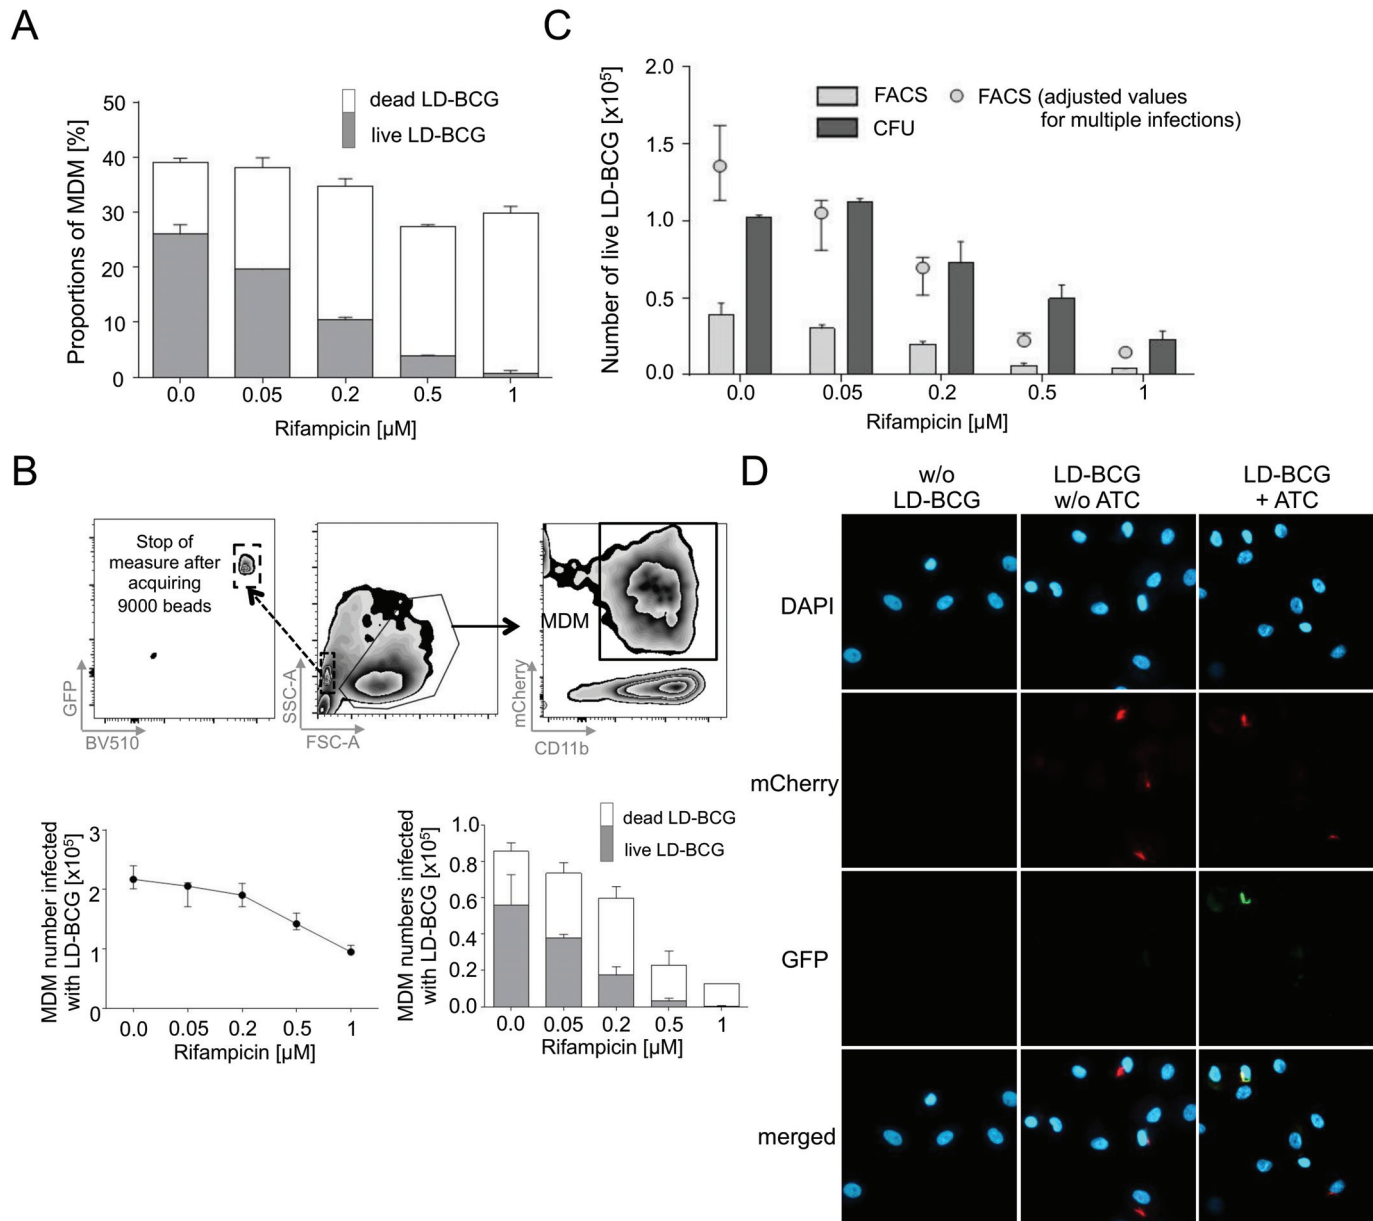 A
50
40
30
20
10
0
Proportions of MDM [%]
dead LD-BCG
live LD-BCG
0.0 0.05 0.2 0.5 1
Rifampicin [µM]
C
2.0
1.5
1.0
0.5
0.0
Number of live LD-BCG [x10⁵]
FACS
CFU
FACS (adjusted values
for multiple infections)
0.0 0.05 0.2 0.5 1
Rifampicin [µM]
B
Stop of
measure after
acquiring
9000 beads
GFP
BV510
SSC-A
FSC-A
MDM
mCherry
CD11b
3
2
1
0
MDM number infected
with LD-BCG [x10⁵]
0.0 0.05 0.2 0.5 1
Rifampicin [µM]
1.0
0.8
0.6
0.4
0.2
0.0
MDM numbers infected
with LD-BCG [x10⁵]
dead LD-BCG
live LD-BCG
0.0 0.05 0.2 0.5 1
Rifampicin [µM]
D
w/o
LD-BCG
LD-BCG
w/o ATC
LD-BCG
+ ATC
DAPI
mCherry
GFP
merged